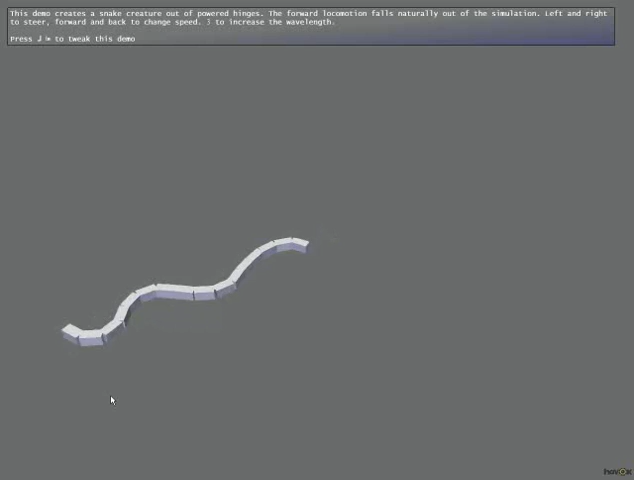 This demo creates a snake creature out of powered hinges. The forward locomotion falls naturally out of the simulation. Left and right
to steer, forward and back to change speed. 3 to increase the wavelength.
Press J to tweak this demo
havok